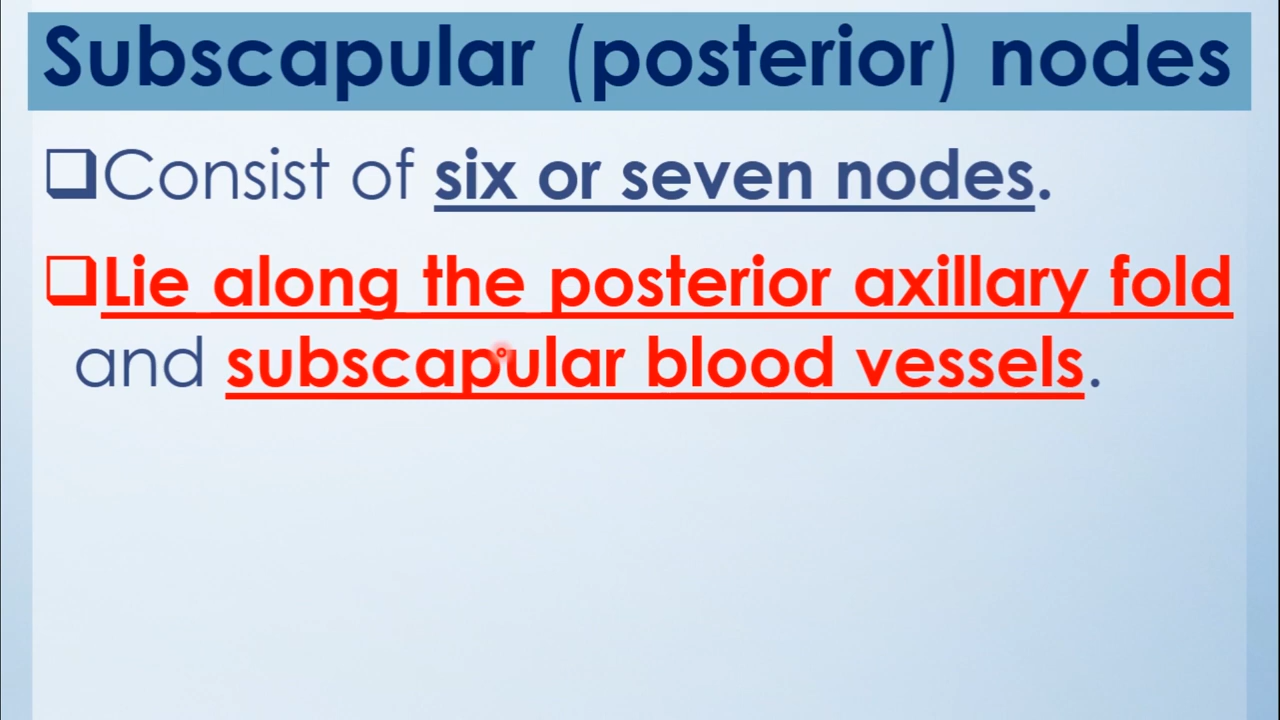 Subscapular (posterior) nodes
❑Consist of six or seven nodes.
❑Lie along the posterior axillary fold
and subscapular blood vessels.